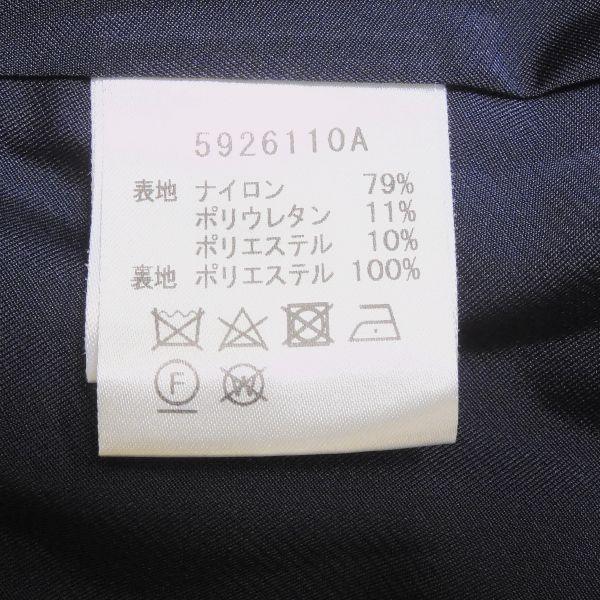 5926110A
表地 ナイロン 79%
ポリウレタン 11%
ポリエステル 10%
裏地 ポリエステル 100%
F W